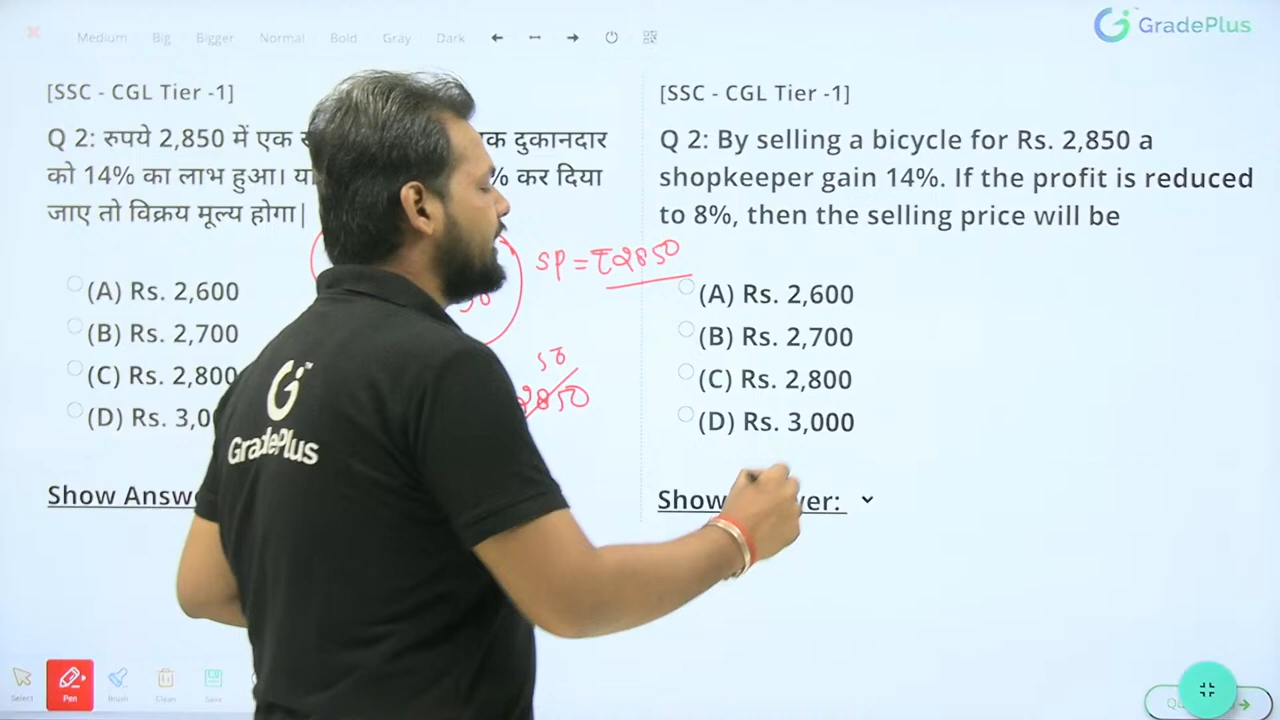 Medium Big Bigger Normal Bold Gray Dark
GradePlus
[SSC - CGL Tier -1]
Q 2: रुपये 2,850 में एक क दुकानदार
को 14% का लाभ हुआ। % कर दिया
जाए तो विक्रय मूल्य होगा|
(A) Rs. 2,600
(B) Rs. 2,700
(C) Rs. 2,800
(D) Rs. 3,0
Show Answ
SP = ₹2850
50
2850
[SSC - CGL Tier -1]
Q 2: By selling a bicycle for Rs. 2,850 a
shopkeeper gain 14%. If the profit is reduced
to 8%, then the selling price will be
(A) Rs. 2,600
(B) Rs. 2,700
(C) Rs. 2,800
(D) Rs. 3,000
Show wer:
GradePlus
Select Pen Brush Clean Save